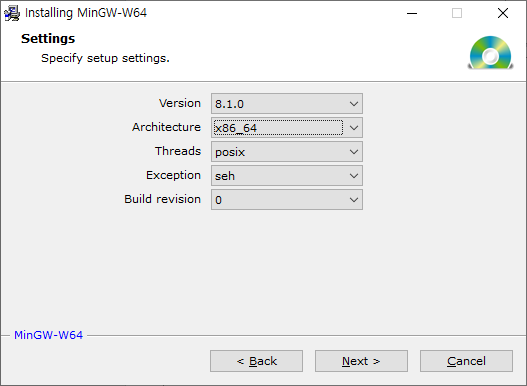 Installing MinGW-W64
Settings
Specify setup settings.
Version 8.1.0
Architecture x86_64
Threads posix
Exception seh
Build revision 0
MinGW-W64
< Back Next > Cancel